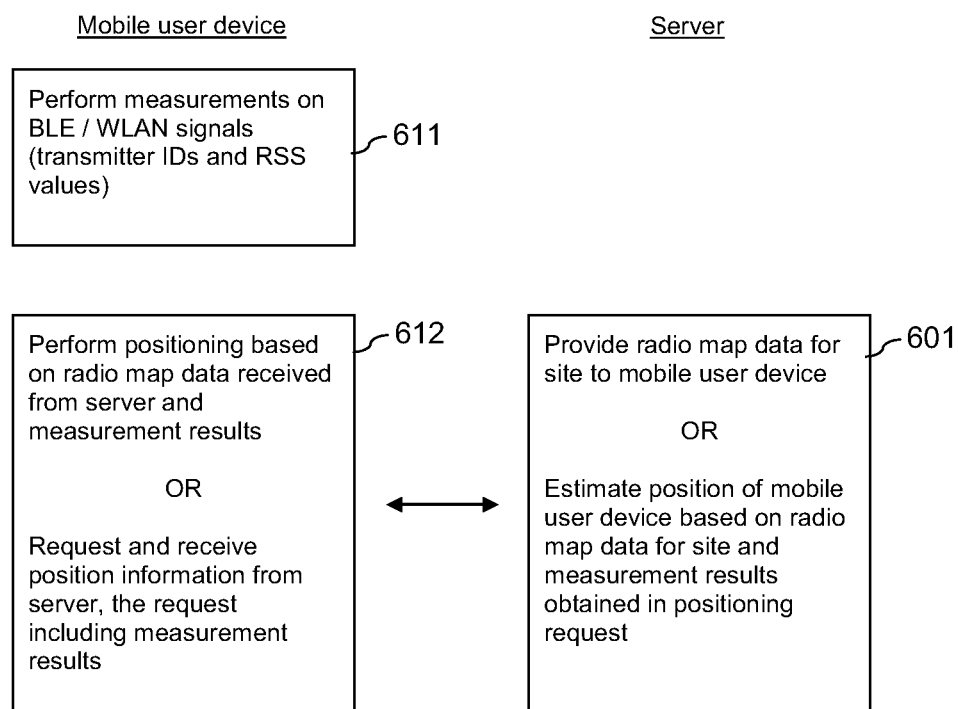 Mobile user device
Server
Perform measurements on
BLE / WLAN signals
(transmitter IDs and RSS
values)
611
Perform positioning based
on radio map data received
from server and
measurement results
OR
Request and receive
position information from
server, the request
including measurement
results
612
Provide radio map data for
site to mobile user device
OR
Estimate position of mobile
user device based on radio
map data for site and
measurement results
obtained in positioning
request
601